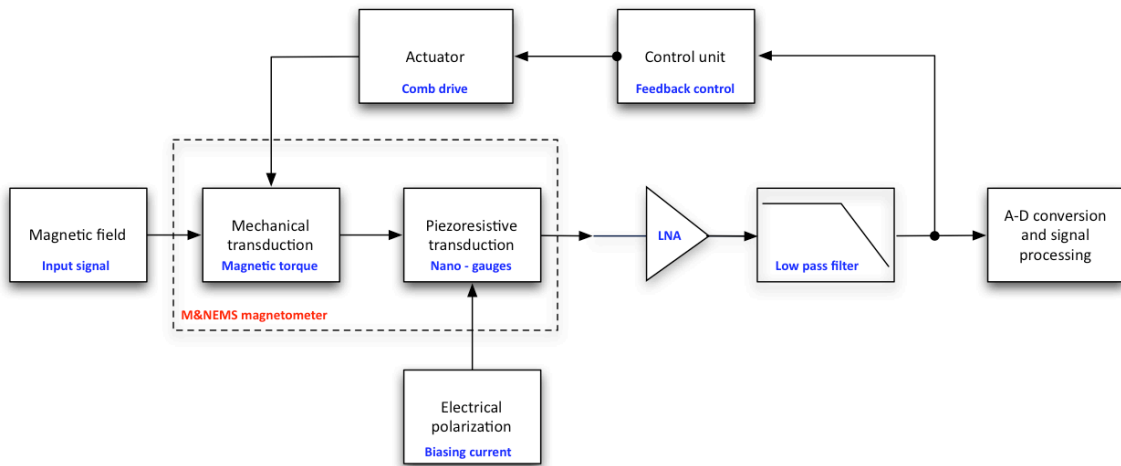 Actuator
Comb drive
Control unit
Feedback control
Magnetic field
Input signal
Mechanical
transduction
Magnetic torque
Piezoresistive
transduction
Nano - gauges
LNA
Low pass filter
A-D conversion
and signal
processing
M&NEMS magnetometer
Electrical
polarization
Biasing current